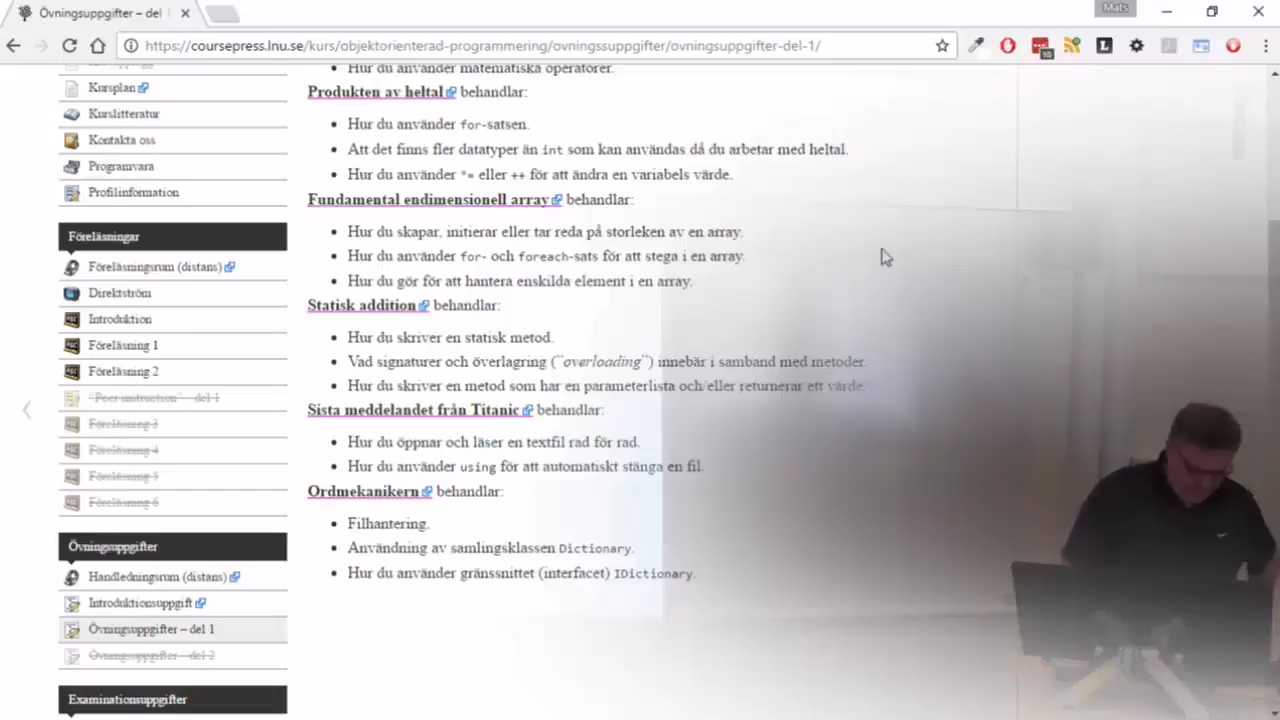 Övningsuppgifter – del
Mats
https://coursepress.lnu.se/kurs/objektorienterad-programmering/ovningssuppgifter/ovningsuppgifter-del-1/
Kursplan
Kurslitteratur
Kontakta oss
Programvara
Profilinformation
Föreläsningar
Föreläsningsrum (distans)
Direktström
Introduktion
Föreläsning 1
Föreläsning 2
"Peer instruction" – del 1
Föreläsning 3
Föreläsning 4
Föreläsning 5
Föreläsning 6
Övningsuppgifter
Handledningsrum (distans)
Introduktionsuppgift
Övningsuppgifter – del 1
Övningsuppgifter – del 2
Examinationsuppgifter
Hur du använder matematiska operatorer.
Produkten av heltal behandlar:
Hur du använder for-satsen.
Att det finns fler datatyper än int som kan användas då du arbetar med heltal.
Hur du använder *= eller ++ för att ändra en variabels värde.
Fundamental endimensionell array behandlar:
Hur du skapar, initierar eller tar reda på storleken av en array.
Hur du använder for- och foreach-sats för att stega i en array.
Hur du gör för att hantera enskilda element i en array.
Statisk addition behandlar:
Hur du skriver en statisk metod.
Vad signaturer och överlagring ("overloading") innebär i samband med metoder.
Hur du skriver en metod som har en parameterlista och/eller returnerar ett värde.
Sista meddelandet från Titanic behandlar:
Hur du öppnar och läser en textfil rad för rad.
Hur du använder using för att automatiskt stänga en fil.
Ordmekanikern behandlar:
Filhantering.
Användning av samlingsklassen Dictionary.
Hur du använder gränssnittet (interfacet) IDictionary.